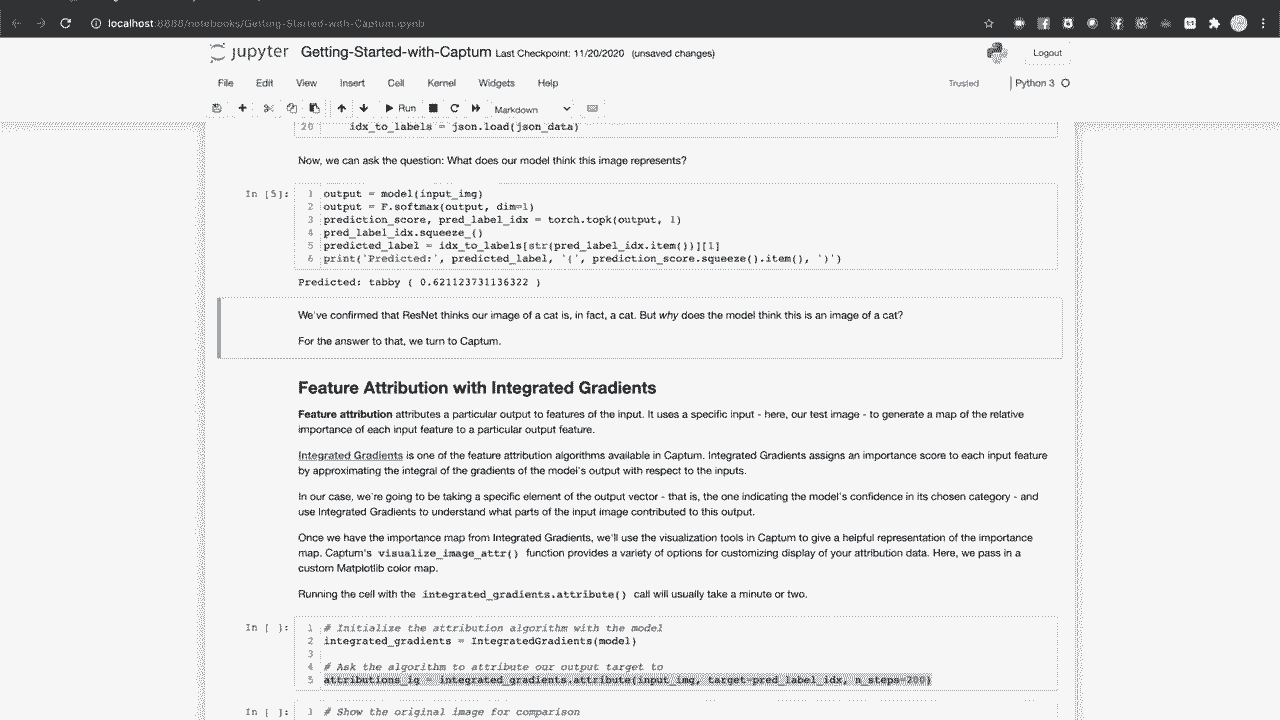 localhost:8888/notebooks/Getting-Started-with-Captum.ipynb
jupyter Getting-Started-with-Captum Last Checkpoint: 11/20/2020 (unsaved changes)
Logout
File Edit View Insert Cell Kernel Widgets Help
Trusted Python 3
Run Markdown
20 idx_to_labels = json.load(json_data)
Now, we can ask the question: What does our model think this image represents?
In [5]: 1 output = model(input_img)
2 output = F.softmax(output, dim=1)
3 prediction_score, pred_label_idx = torch.topk(output, 1)
4 pred_label_idx.squeeze_()
5 predicted_label = idx_to_labels[str(pred_label_idx.item())][1]
6 print('Predicted:', predicted_label, '(', prediction_score.squeeze().item(), ')')
Predicted: tabby ( 0.621123731136322 )
We've confirmed that ResNet thinks our image of a cat is, in fact, a cat. But why does the model think this is an image of a cat?
For the answer to that, we turn to Captum.
Feature Attribution with Integrated Gradients
Feature attribution attributes a particular output to features of the input. It uses a specific input - here, our test image - to generate a map of the relative
importance of each input feature to a particular output feature.
Integrated Gradients is one of the feature attribution algorithms available in Captum. Integrated Gradients assigns an importance score to each input feature
by approximating the integral of the gradients of the model's output with respect to the inputs.
In our case, we're going to be taking a specific element of the output vector - that is, the one indicating the model's confidence in its chosen category - and
use Integrated Gradients to understand what parts of the input image contributed to this output.
Once we have the importance map from Integrated Gradients, we'll use the visualization tools in Captum to give a helpful representation of the importance
map. Captum's visualize_image_attr() function provides a variety of options for customizing display of your attribution data. Here, we pass in a
custom Matplotlib color map.
Running the cell with the integrated_gradients.attribute() call will usually take a minute or two.
In [ ]: 1 # Initialize the attribution algorithm with the model
2 integrated_gradients = IntegratedGradients(model)
3
4 # Ask the algorithm to attribute our output target to
5 attributions_ig = integrated_gradients.attribute(input_img, target=pred_label_idx, n_steps=200)
In [ ]: 1 # Show the original image for comparison